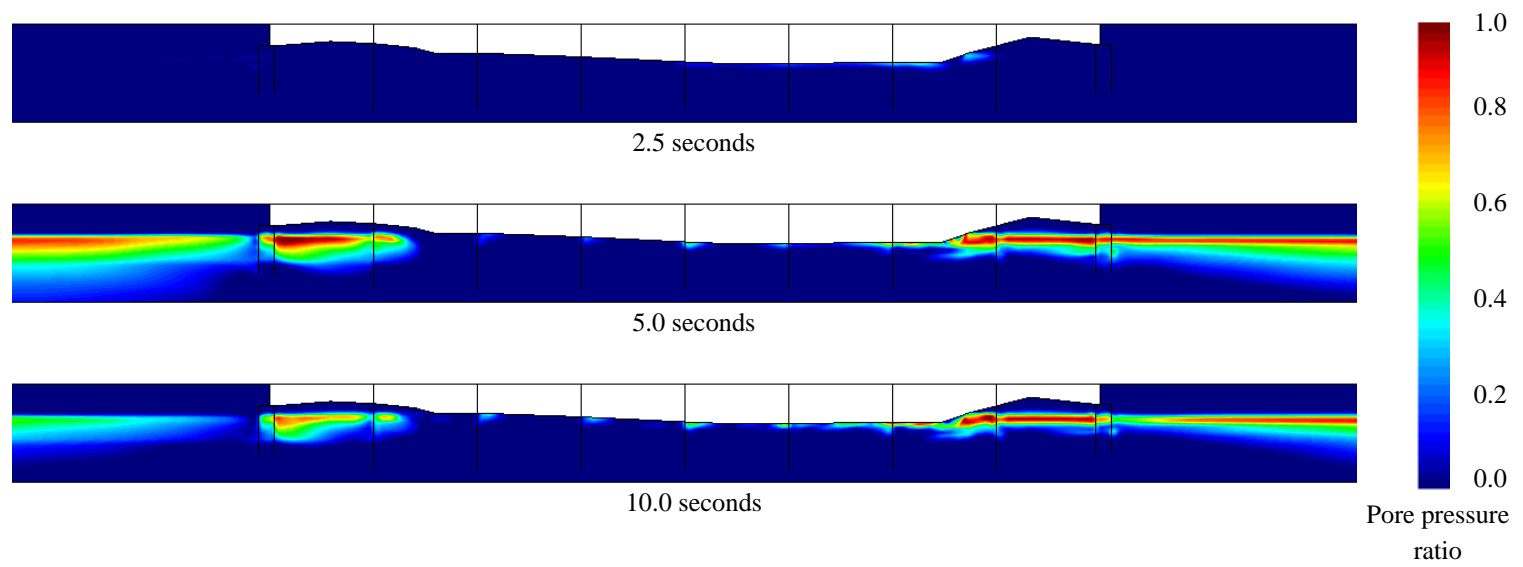 1.0
2.5 seconds
0.8
0.6
5.0 seconds
0.4
0.2
0.0
10.0 seconds
Pore pressure
ratio